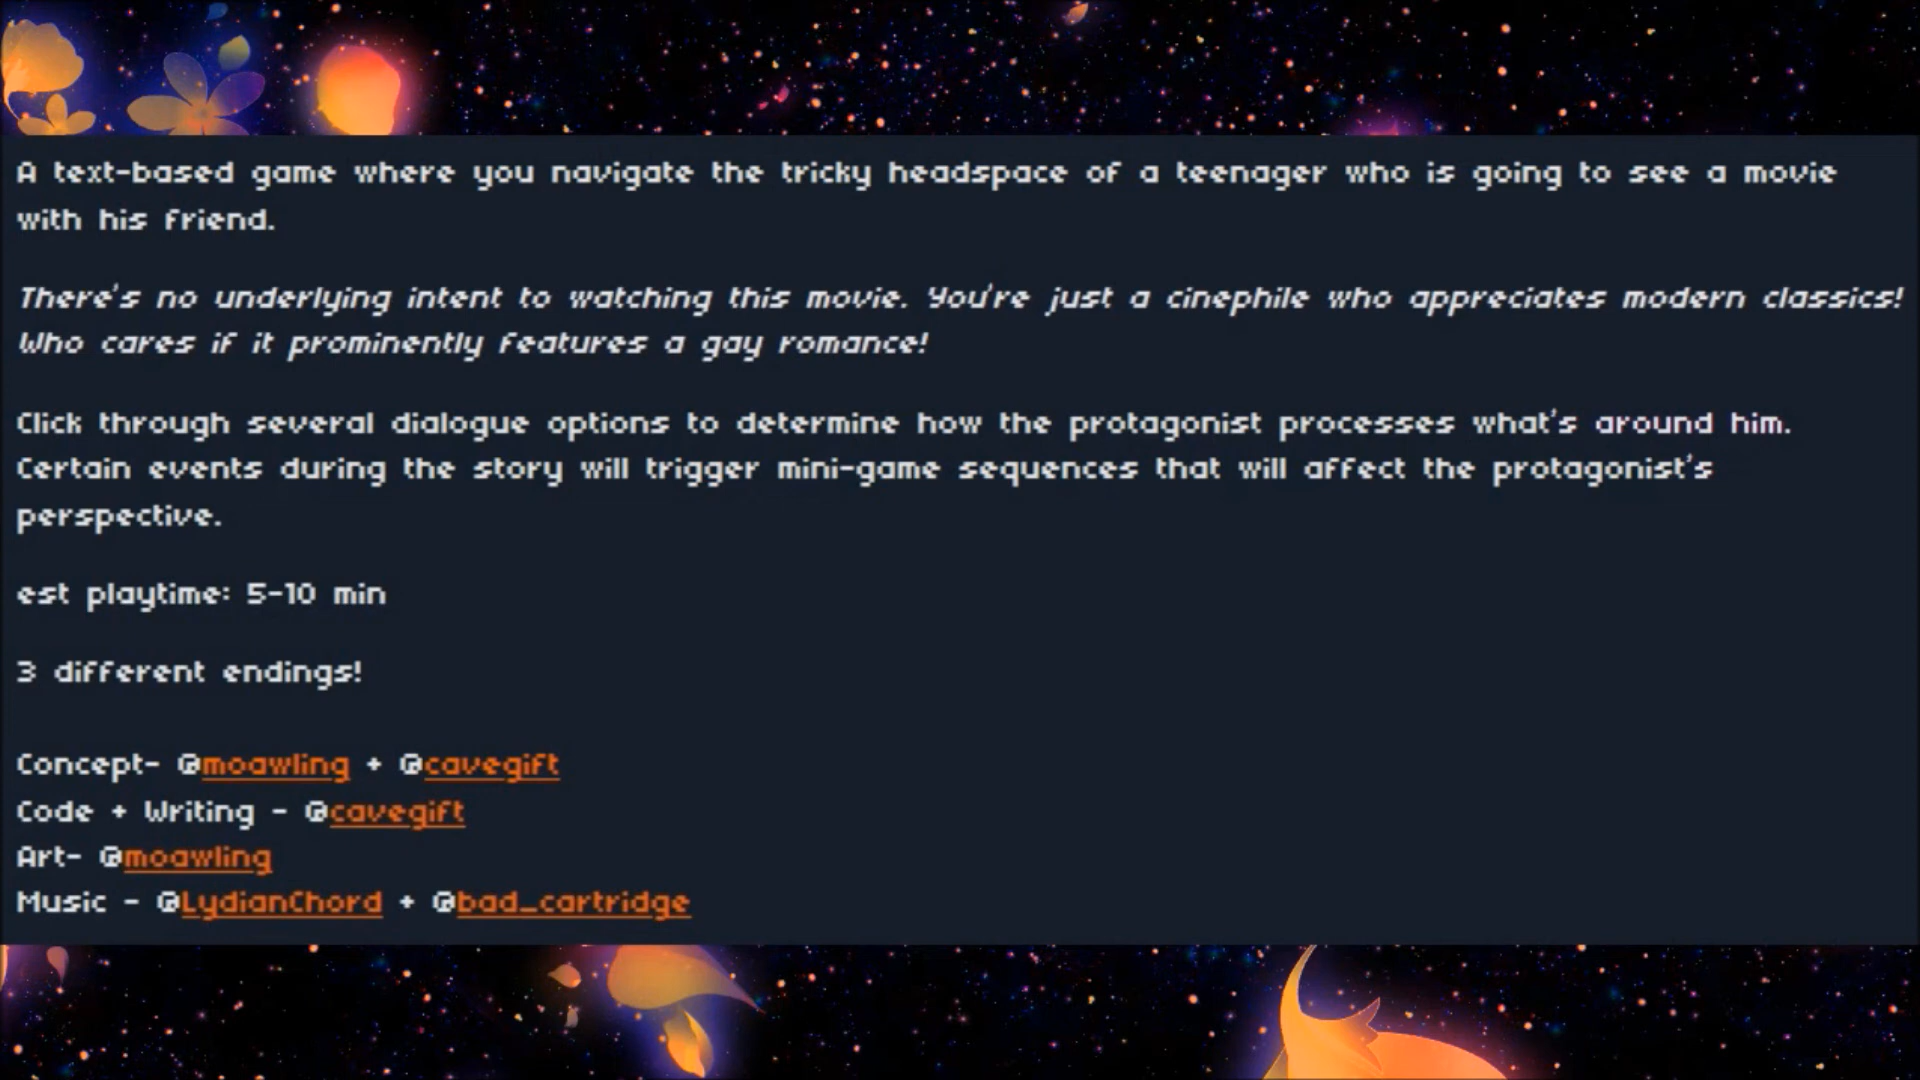 A text-based game where you navigate the tricky headspace of a teenager who is going to see a movie
with his friend.
There's no underlying intent to watching this movie. You're just a cinephile who appreciates modern classics!
Who cares if it prominently features a gay romance!
Click through several dialogue options to determine how the protagonist processes what's around him.
Certain events during the story will trigger mini-game sequences that will affect the protagonist's
perspective.
est playtime: 5-10 min
3 different endings!
Concept- @moawling + @cavegift
Code + Writing - @cavegift
Art- @moawling
Music - @LydianChord + @bad_cartridge